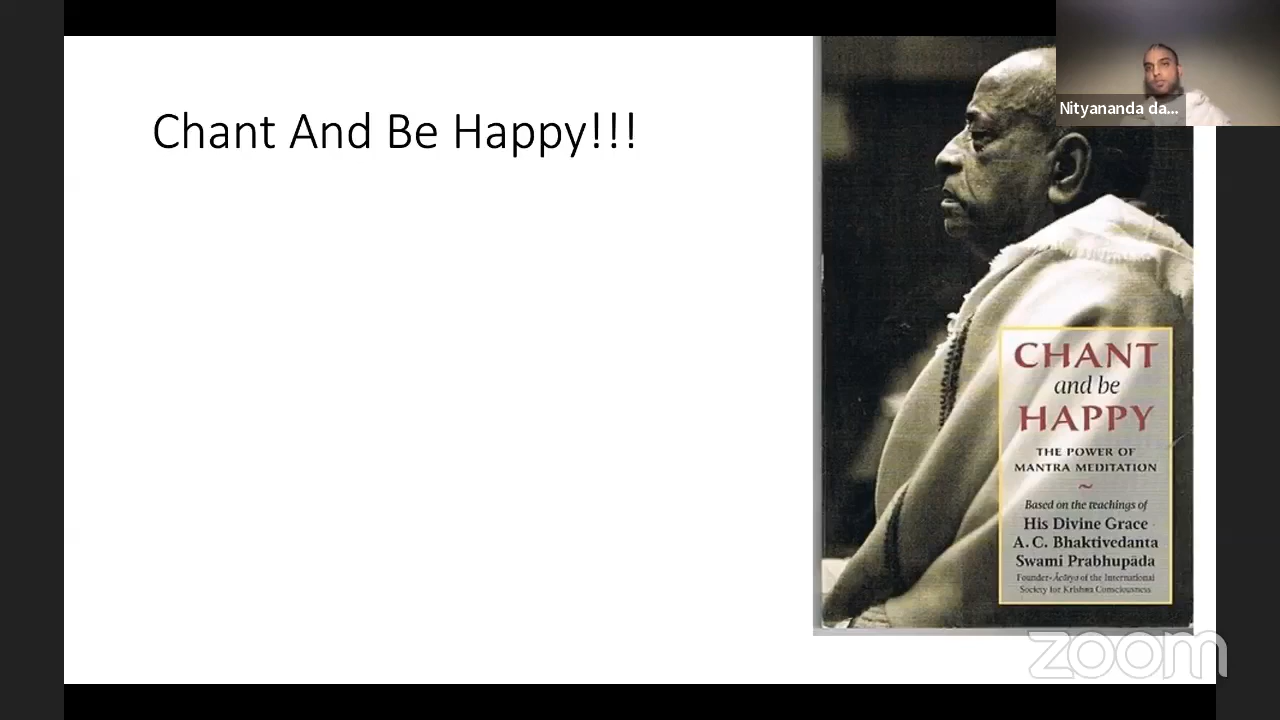 Chant And Be Happy!!!
Nityananda da...
CHANT
and be
HAPPY
THE POWER OF
MANTRA MEDITATION
~
Based on the teachings of
His Divine Grace
A. C. Bhaktivedanta
Swami Prabhupāda
Founder-Ācārya of the International
Society for Krishna Consciousness
zoom